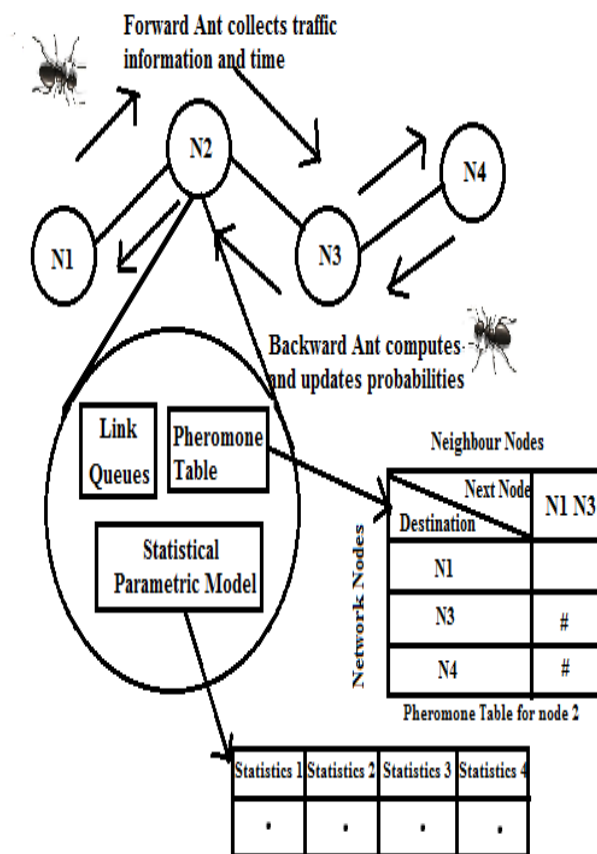 Forward Ant collects traffic
information and time
N2
N4
N1
N3
Backward Ant computes
and updates probabilities
Link
Queues
Pheromone
Table
Statistical
Parametric Model
Neighbour Nodes
Network Nodes
Next Node
Destination
N1 N3
N1
N3 #
N4 #
Pheromone Table for node 2
Statistics 1 Statistics 2 Statistics 3 Statistics 4
. . . .